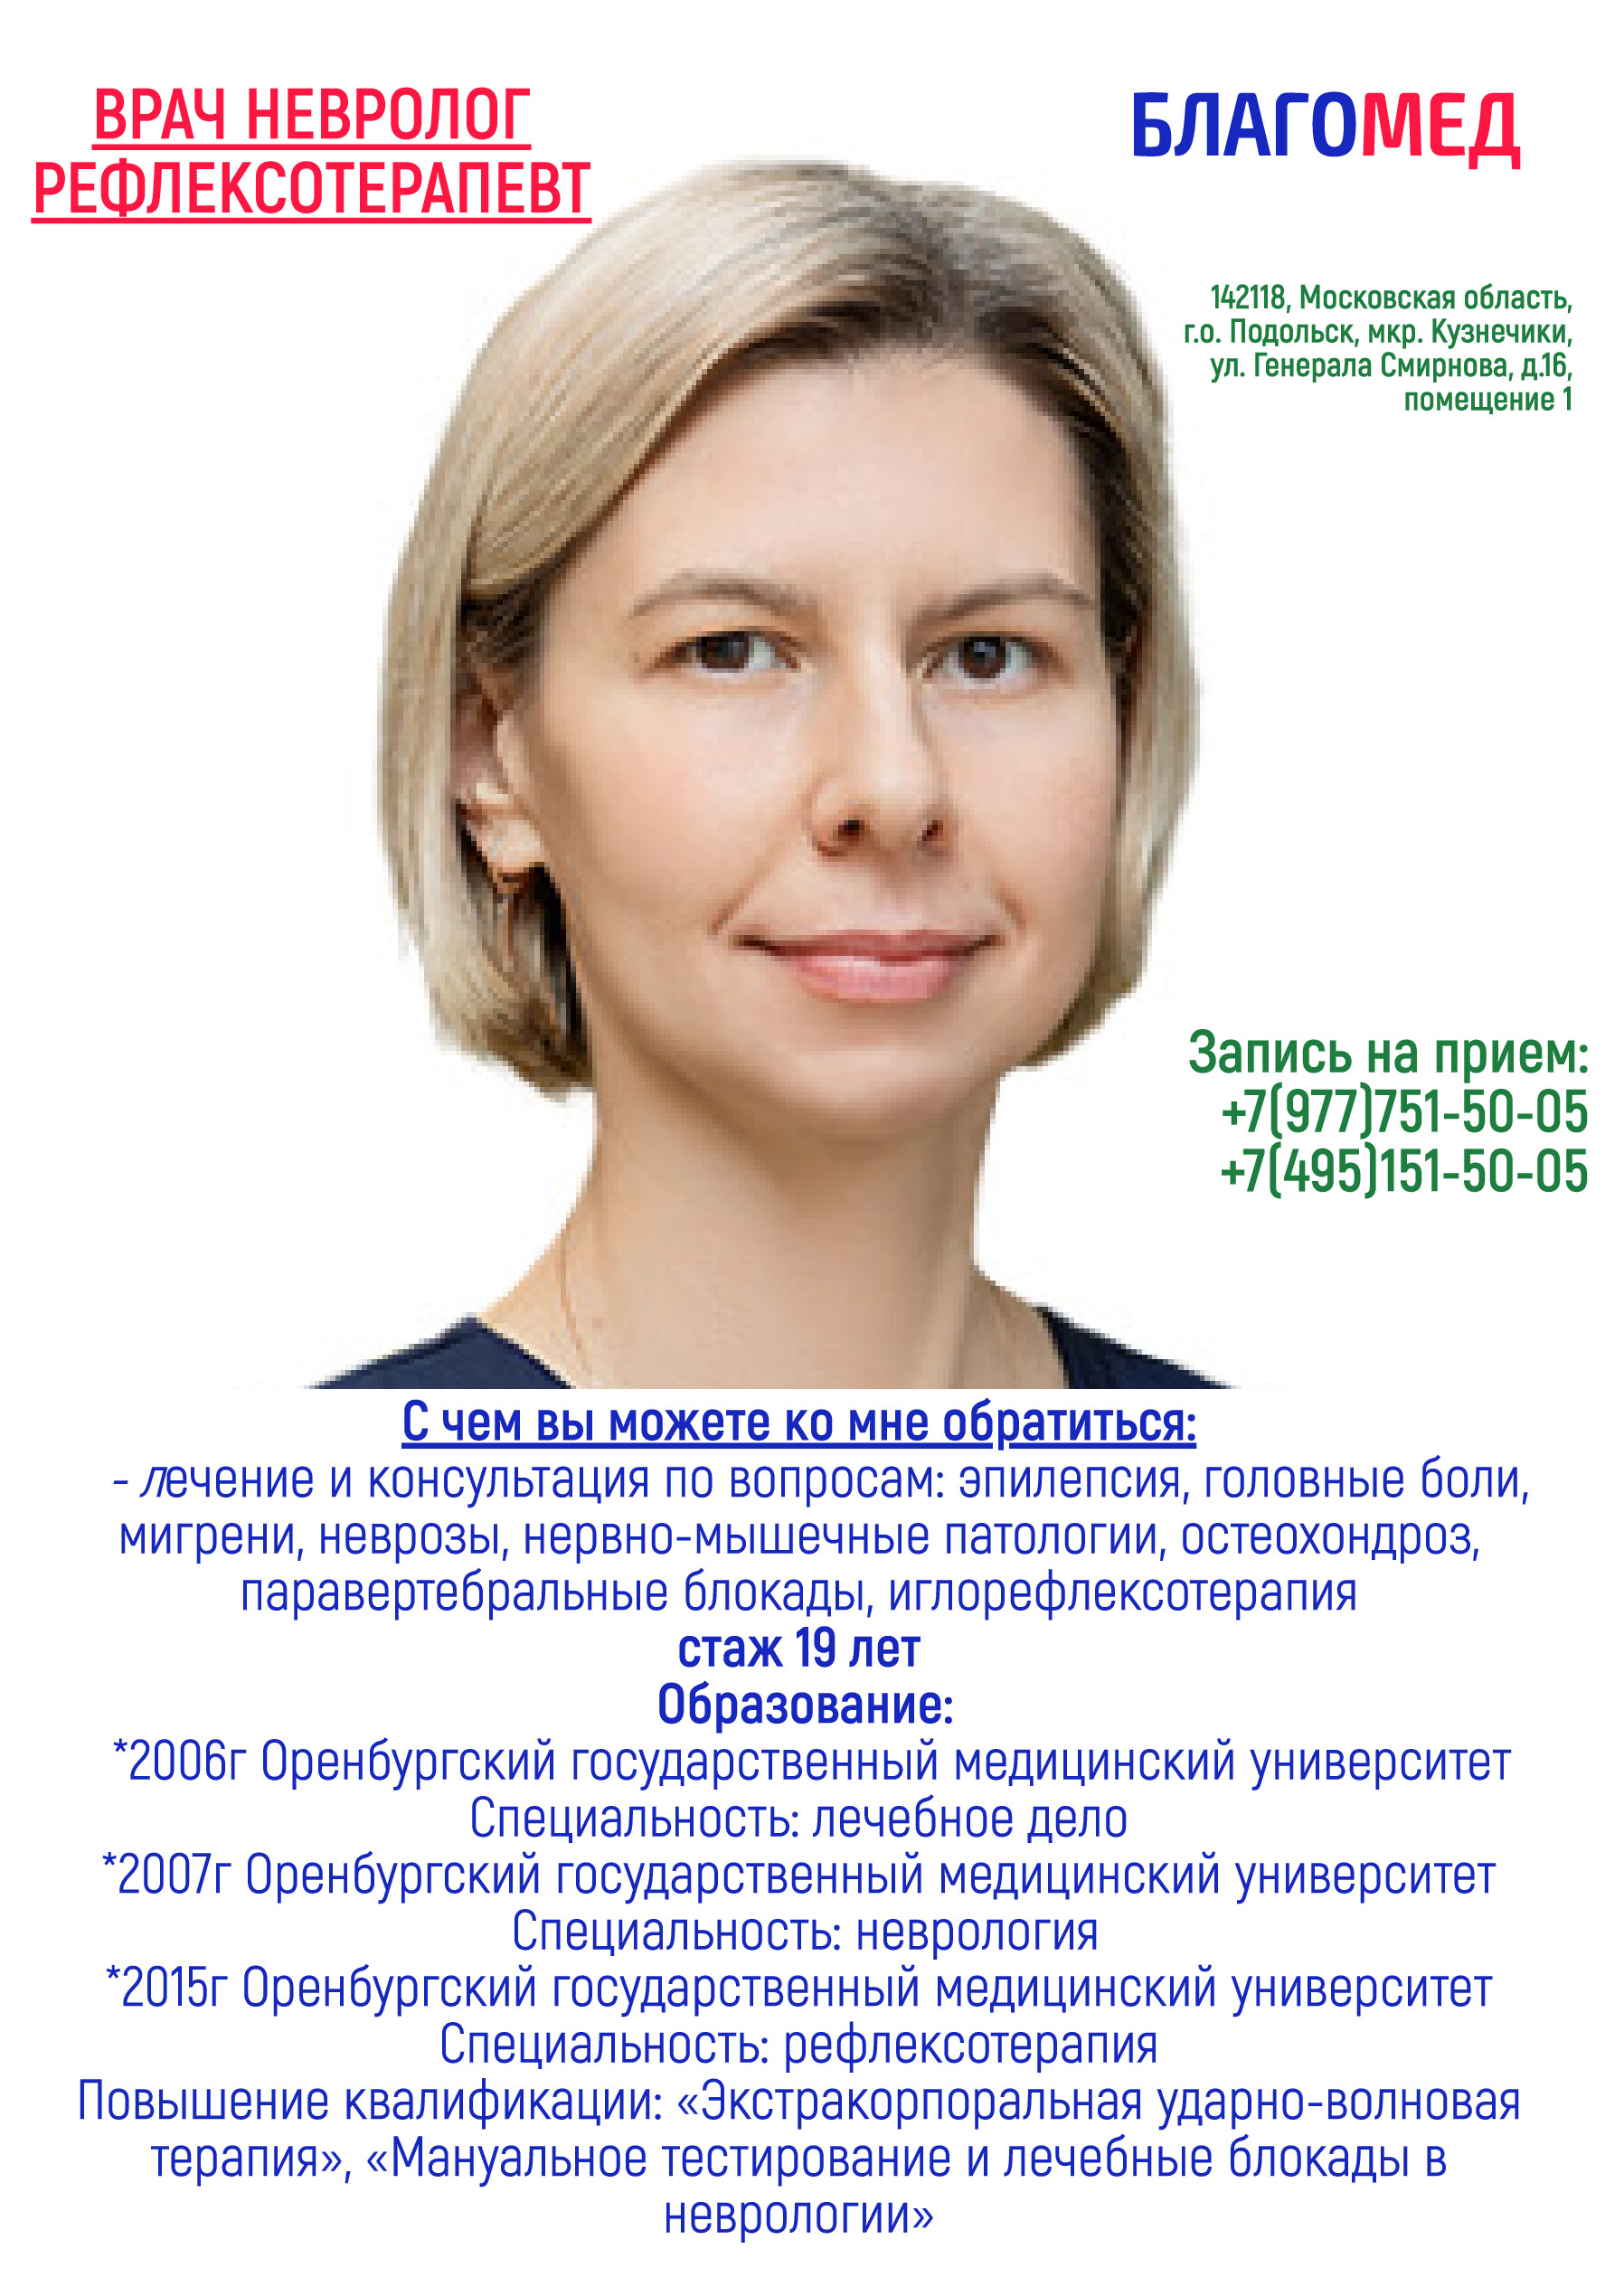 ВРАЧ НЕВРОЛОГ
РЕФЛЕКСОТЕРАПЕВТ
БЛАГОМЕД
142118, Московская область,
г.о. Подольск, мкр. Кузнечики,
ул. Генерала Смирнова, д.16,
помещение 1
Запись на прием:
+7(977)751-50-05
+7(495)151-50-05
С чем вы можете ко мне обратиться:
- лечение и консультация по вопросам: эпилепсия, головные боли,
мигрени, неврозы, нервно-мышечные патологии, остеохондроз,
паравертебральные блокады, иглорефлексотерапия
стаж 19 лет
Образование:
*2006г Оренбургский государственный медицинский университет
Специальность: лечебное дело
*2007г Оренбургский государственный медицинский университет
Специальность: неврология
*2015г Оренбургский государственный медицинский университет
Специальность: рефлексотерапия
Повышение квалификации: «Экстракорпоральная ударно-волновая
терапия», «Мануальное тестирование и лечебные блокады в
неврологии»